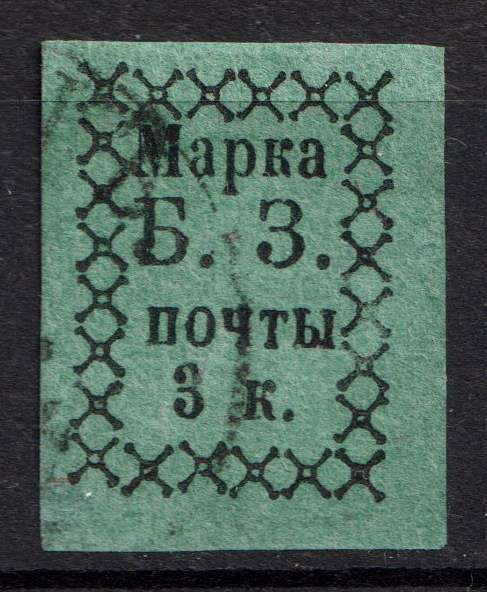 Марка
Б. З.
почты
3 к.